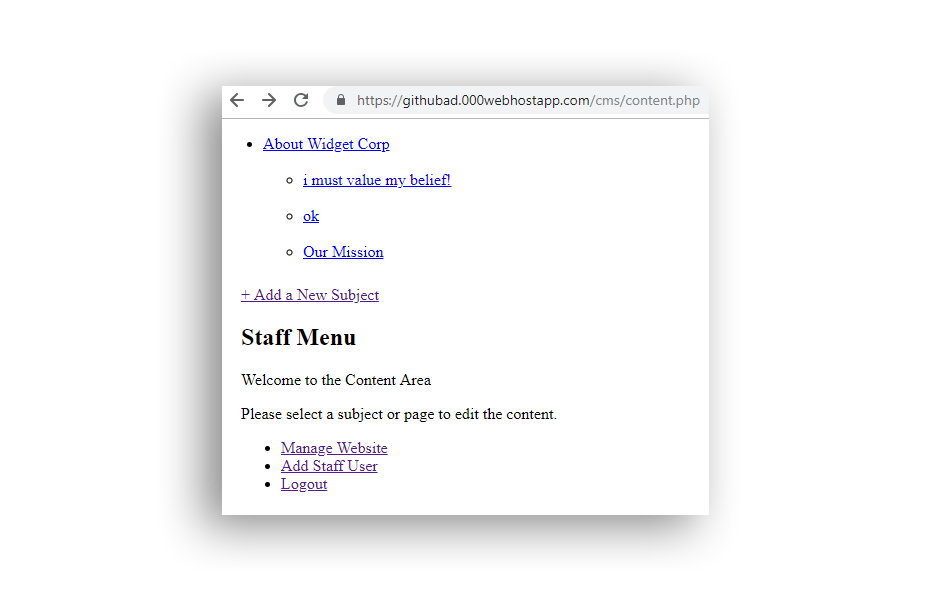 https://githubad.000webhostapp.com/cms/content.php
About Widget Corp
i must value my belief!
ok
Our Mission
+ Add a New Subject
Staff Menu
Welcome to the Content Area
Please select a subject or page to edit the content.
Manage Website
Add Staff User
Logout